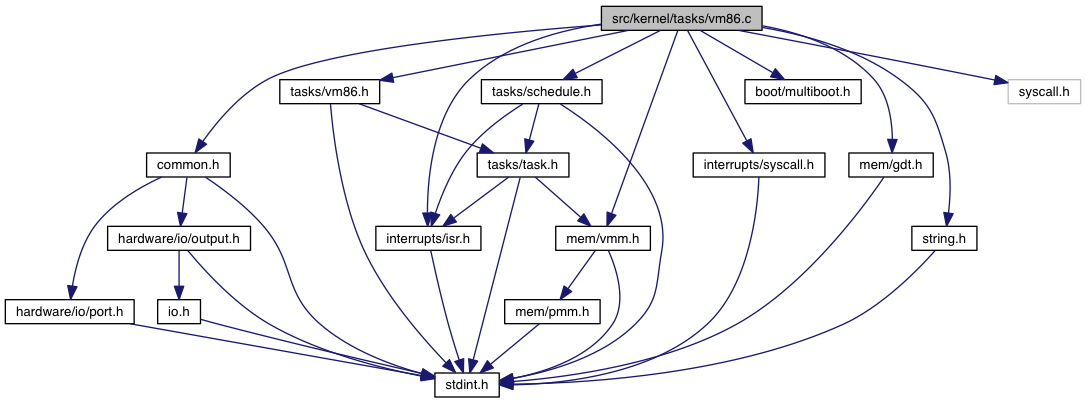 src/kernel/tasks/vm86.c
tasks/vm86.h
tasks/schedule.h
boot/multiboot.h
syscall.h
common.h
tasks/task.h
interrupts/syscall.h
mem/gdt.h
hardware/io/output.h
interrupts/isr.h
mem/vmm.h
string.h
hardware/io/port.h
io.h
mem/pmm.h
stdint.h